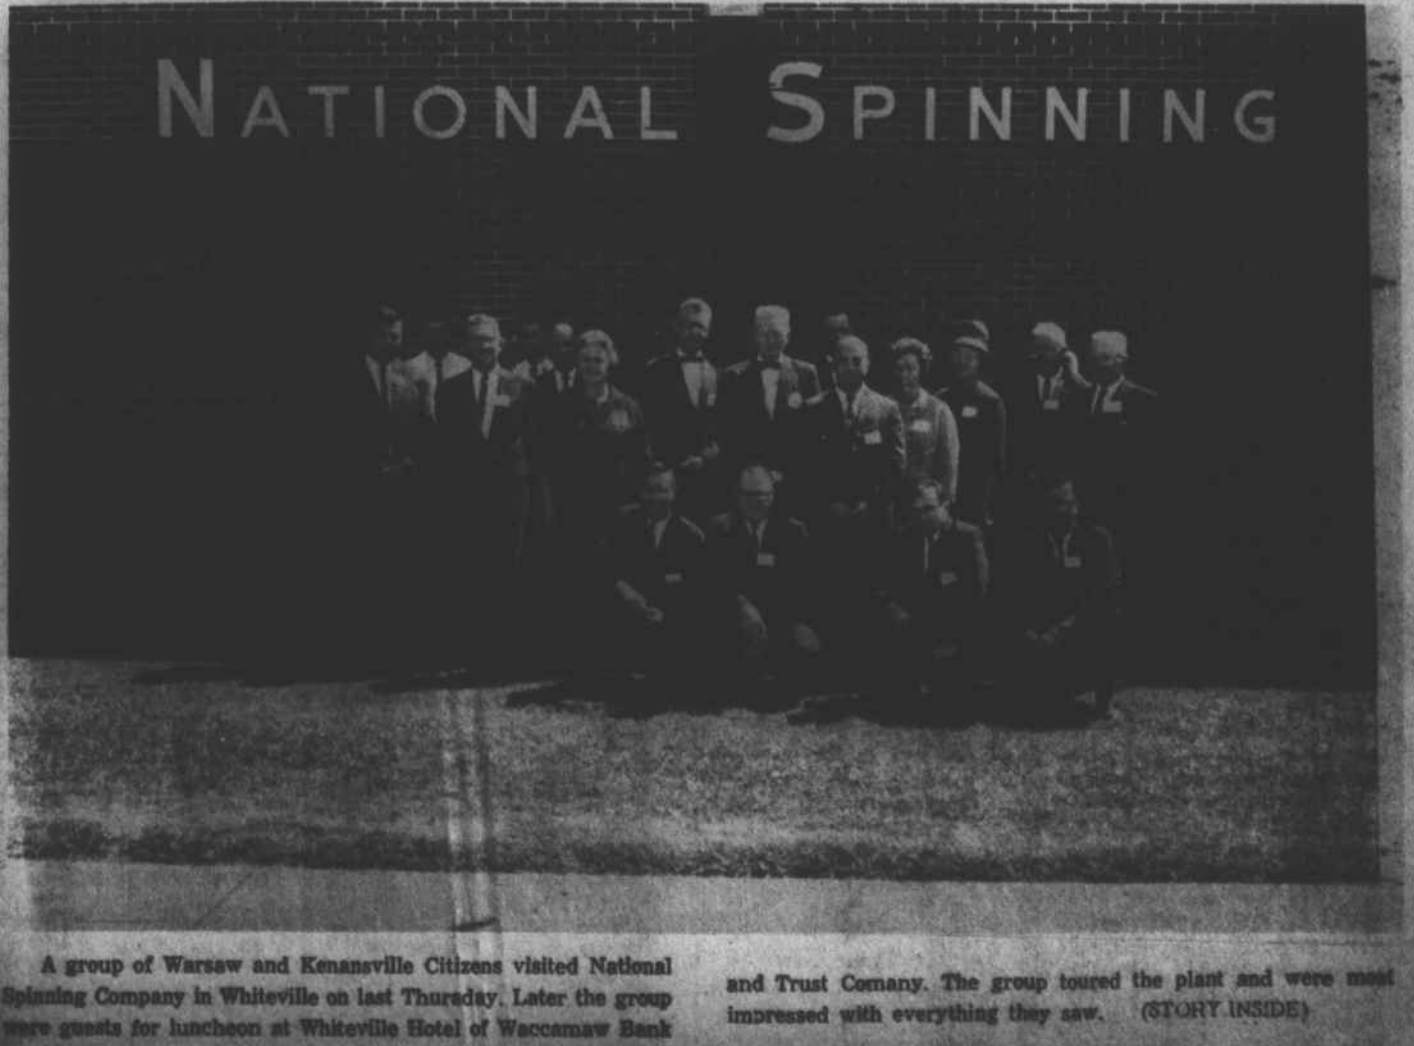 NATIONAL SPINNING
A group of Warsaw and Kenansville Citizens visited National
Spinning Company in Whiteville on last Thursday. Later the group
were guests for luncheon at Whiteville Hotel of Waccamaw Bank
and Trust Comany. The group toured the plant and were most
impressed with everything they saw. (STORY INSIDE)